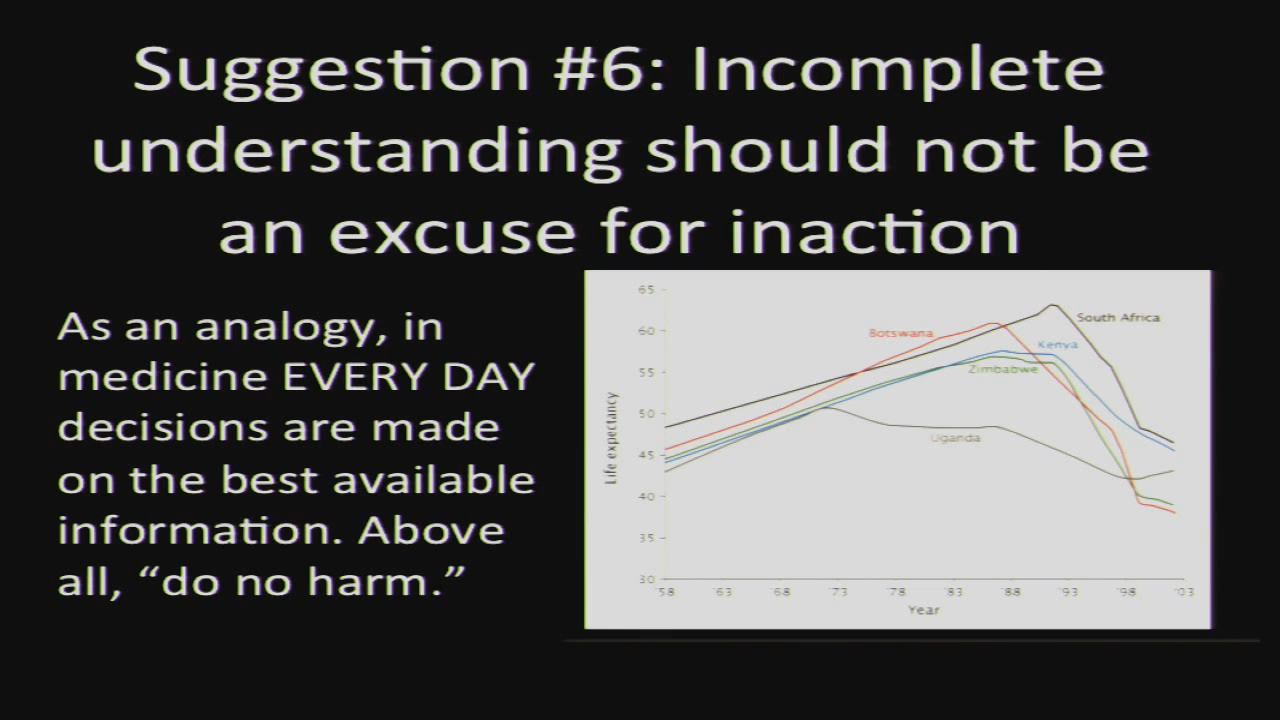 Suggestion #6: Incomplete
understanding should not be
an excuse for inaction
As an analogy, in
medicine EVERY DAY
decisions are made
on the best available
information. Above
all, “do no harm.”
65
60
55
50
45
40
35
30
Life expectancy
South Africa
Botswana
Kenya
Zimbabwe
Uganda
'58 '63 '68 '73 '78 '83 '88 '93 '98 '03
Year